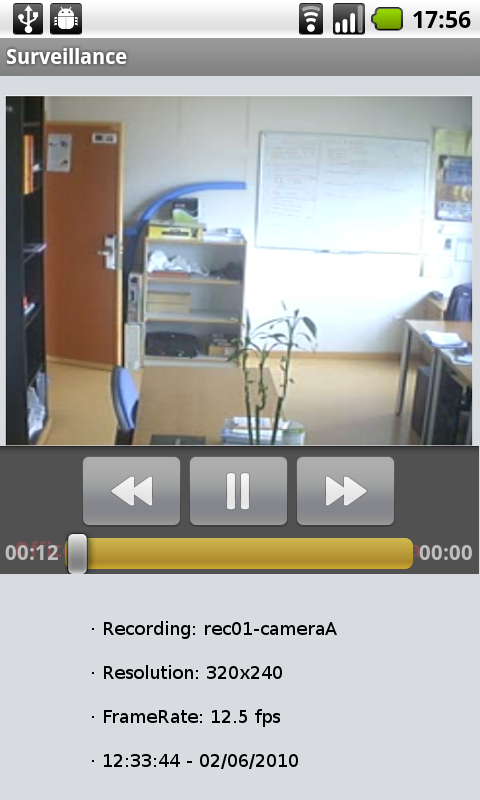 17:56
Surveillance
00:12
00:00
· Recording: rec01-cameraA
· Resolution: 320x240
· FrameRate: 12.5 fps
· 12:33:44 - 02/06/2010